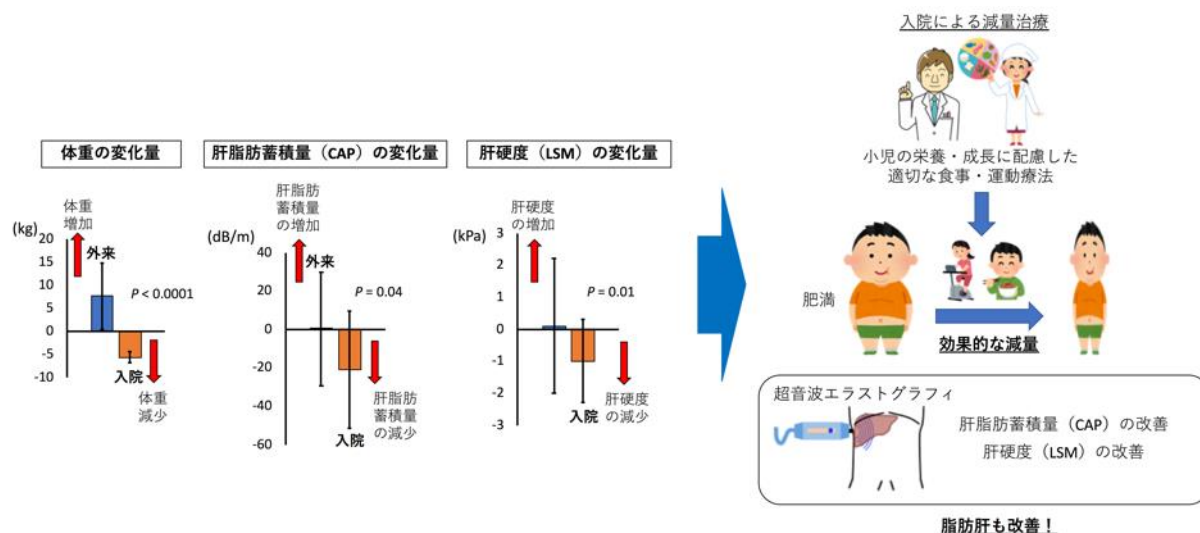 体重の変化量
体重
増加
(kg)
20
15
10
5
0
-5
-10
外来
P < 0.0001
入院
体重
減少
肝脂肪蓄積量（CAP）の変化量
肝脂肪
蓄積量
の増加
(dB/m)
40
20
0
-20
-40
-60
外来
P = 0.04
入院
肝脂肪
蓄積量
の減少
肝硬度（LSM）の変化量
肝硬度
の増加
(kPa)
3
2
1
0
-1
-2
-3
P = 0.01
入院
肝硬度
の減少
入院による減量治療
小児の栄養・成長に配慮した
適切な食事・運動療法
肥満
効果的な減量
超音波エラストグラフィ
肝脂肪蓄積量（CAP）の改善
肝硬度（LSM）の改善
脂肪肝も改善！